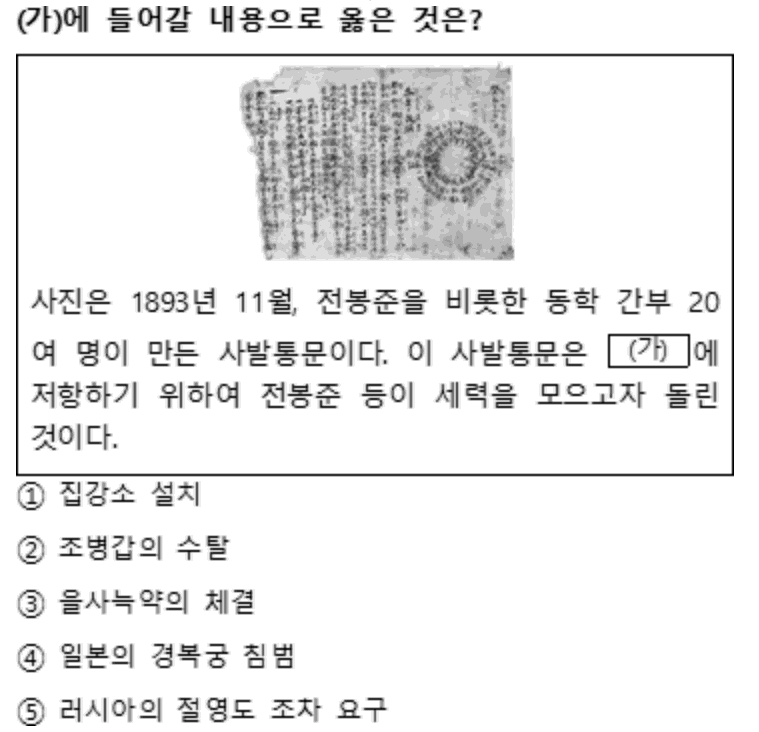 (가)에 들어갈 내용으로 옳은 것은?
사진은 1893년 11월, 전봉준을 비롯한 동학 간부 20
여 명이 만든 사발통문이다. 이 사발통문은 (가)에
저항하기 위하여 전봉준 등이 세력을 모으고자 돌린
것이다.
① 집강소 설치
② 조병갑의 수탈
③ 을사늑약의 체결
④ 일본의 경복궁 침범
⑤ 러시아의 절영도 조차 요구